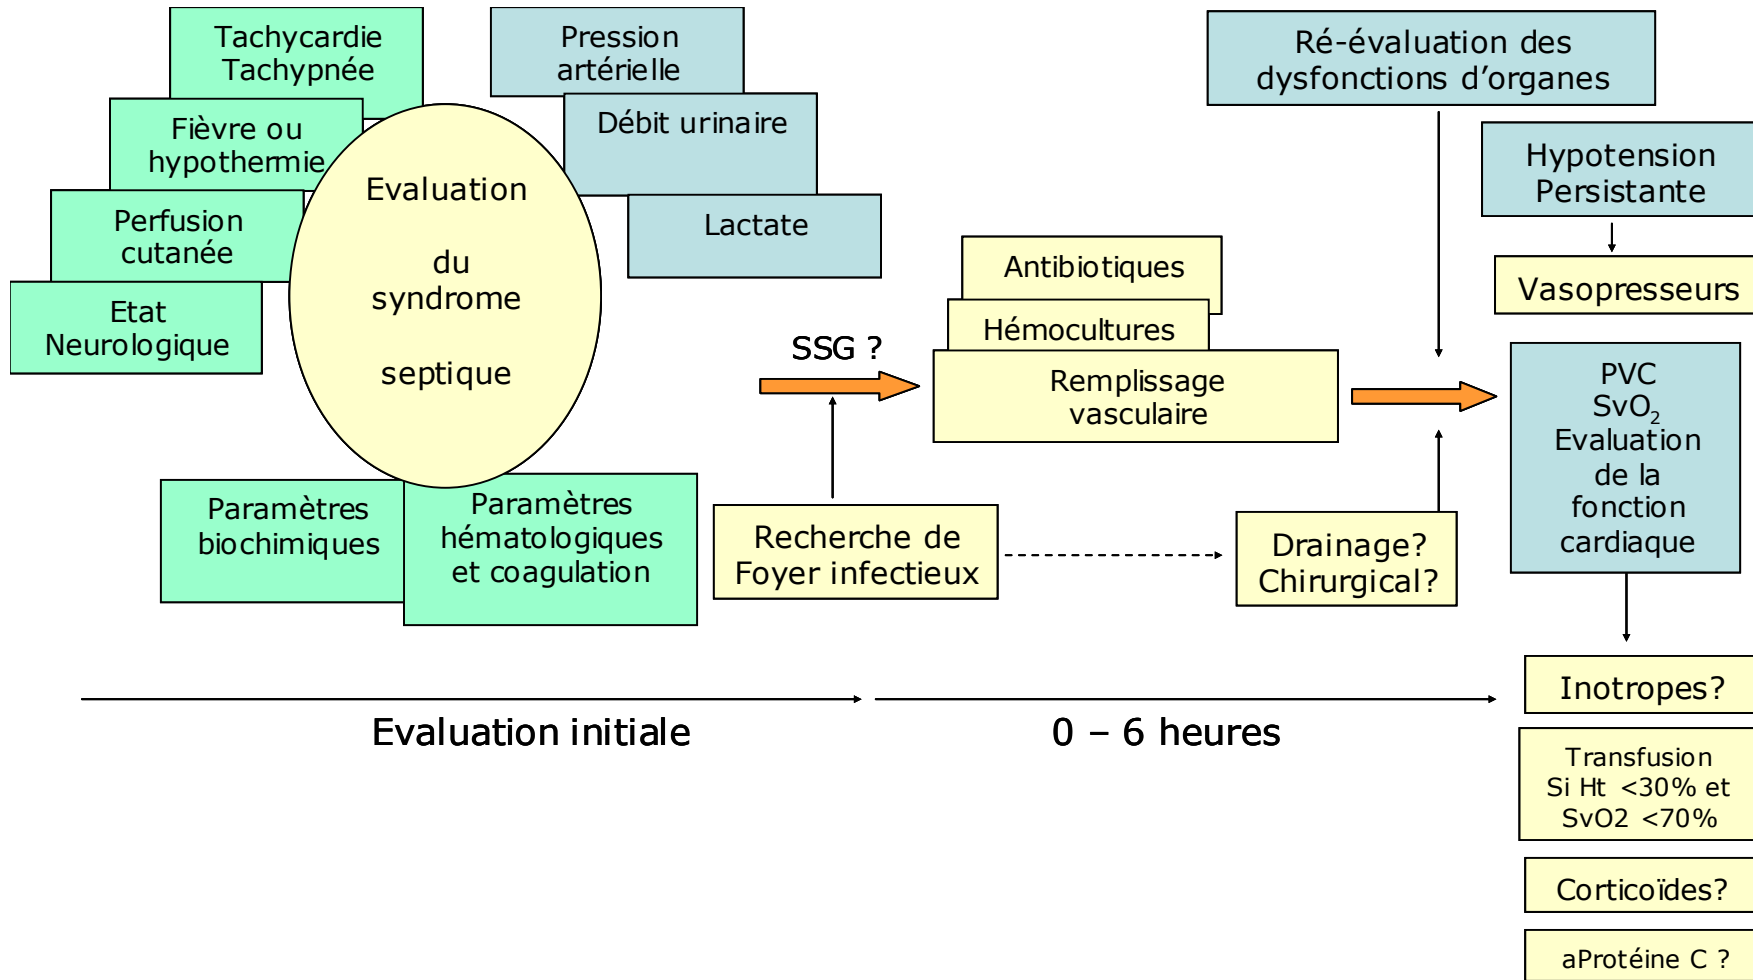 Tachycardie
Tachypnée
Fièvre ou
hypothermie
Perfusion
cutanée
Etat
Neurologique
Evaluation
du
syndrome
septique
Pression
artérielle
Débit urinaire
Lactate
Paramètres
biochimiques
Paramètres
hématologiques
et coagulation
SSG ?
Recherche de
Foyer infectieux
Antibiotiques
Hémocultures
Remplissage
vasculaire
Drainage?
Chirurgical?
Ré-évaluation des
dysfonctions d’organes
Hypotension
Persistante
Vasopresseurs
PVC
SvO2
Evaluation
de la
fonction
cardiaque
Inotropes?
Transfusion
Si Ht <30% et
SvO2 <70%
Corticoïdes?
aProtéine C ?
Evaluation initiale
0 – 6 heures